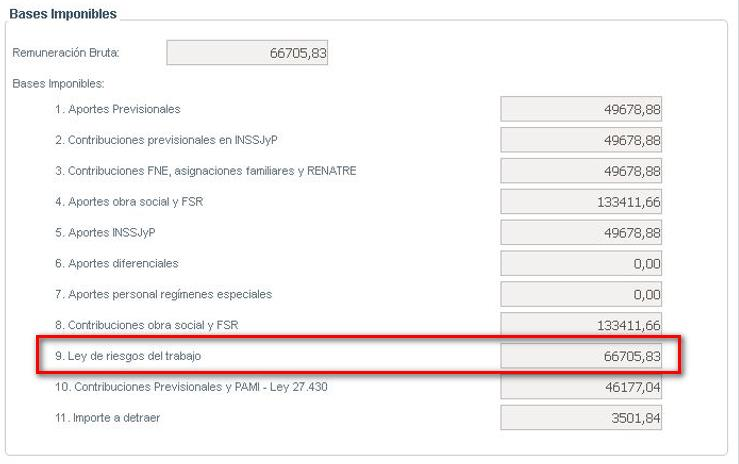 Bases Imponibles
Remuneración Bruta: 66705,83
Bases Imponibles:
1. Aportes Previsionales 49678,88
2. Contribuciones previsionales en INSSJyP 49678,88
3. Contribuciones FNE, asignaciones familiares y RENATRE 49678,88
4. Aportes obra social y FSR 133411,66
5. Aportes INSSJyP 49678,88
6. Aportes diferenciales 0,00
7. Aportes personal regímenes especiales 0,00
8. Contribuciones obra social y FSR 133411,66
9. Ley de riesgos del trabajo 66705,83
10. Contribuciones Previsionales y PAMI - Ley 27.430 46177,04
11. Importe a detraer 3501,84